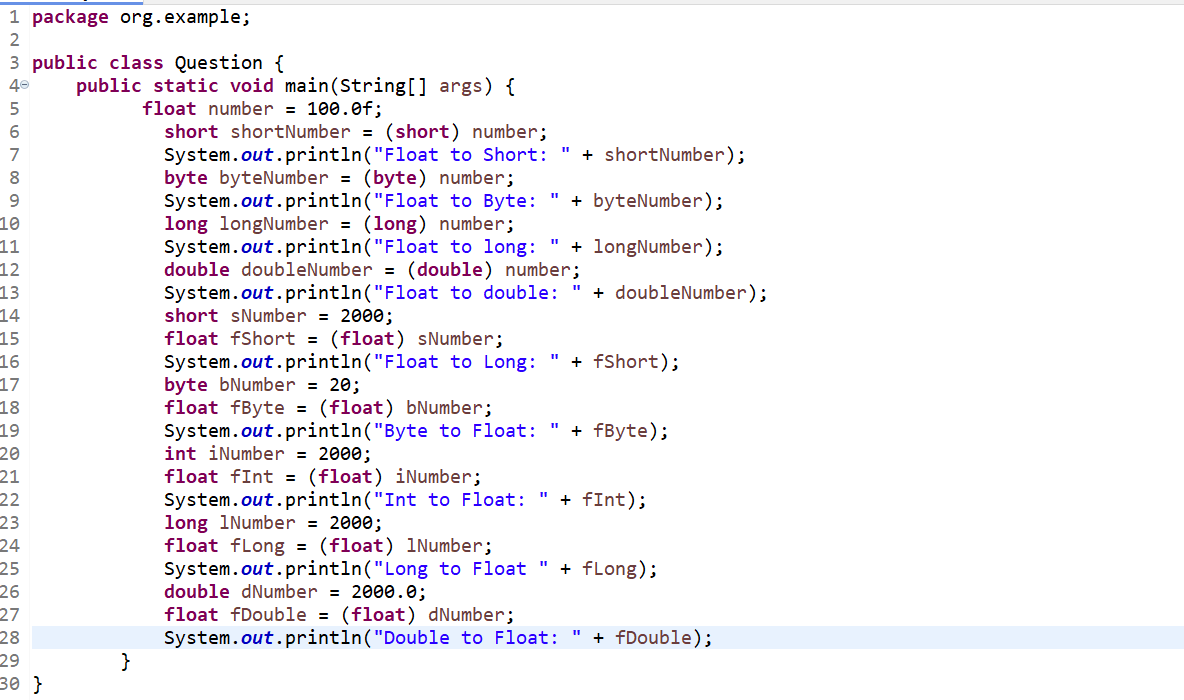 1 package org.example;
2
3 public class Question {
4 public static void main(String[] args) {
5 float number = 100.0f;
6 short shortNumber = (short) number;
7 System.out.println("Float to Short: " + shortNumber);
8 byte byteNumber = (byte) number;
9 System.out.println("Float to Byte: " + byteNumber);
10 long longNumber = (long) number;
11 System.out.println("Float to long: " + longNumber);
12 double doubleNumber = (double) number;
13 System.out.println("Float to double: " + doubleNumber);
14 short sNumber = 2000;
15 float fShort = (float) sNumber;
16 System.out.println("Float to Long: " + fShort);
17 byte bNumber = 20;
18 float fByte = (float) bNumber;
19 System.out.println("Byte to Float: " + fByte);
20 int iNumber = 2000;
21 float fInt = (float) iNumber;
22 System.out.println("Int to Float: " + fInt);
23 long lNumber = 2000;
24 float fLong = (float) lNumber;
25 System.out.println("Long to Float " + fLong);
26 double dNumber = 2000.0;
27 float fDouble = (float) dNumber;
28 System.out.println("Double to Float: " + fDouble);
29 }
30 }